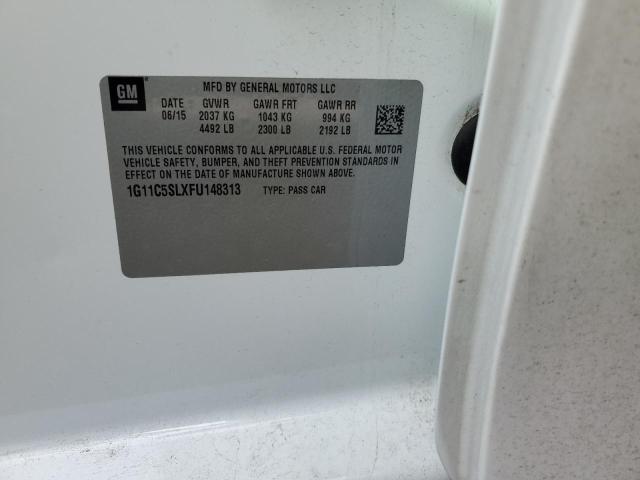 GM
MFD BY GENERAL MOTORS LLC
DATE GVWR GAWR FRT GAWR RR
06/15 2037 KG 1043 KG 994 KG
4492 LB 2300 LB 2192 LB
THIS VEHICLE CONFORMS TO ALL APPLICABLE U.S. FEDERAL MOTOR
VEHICLE SAFETY, BUMPER, AND THEFT PREVENTION STANDARDS IN
EFFECT ON THE DATE OF MANUFACTURE SHOWN ABOVE.
1G11C5SLXFU148313 TYPE: PASS CAR